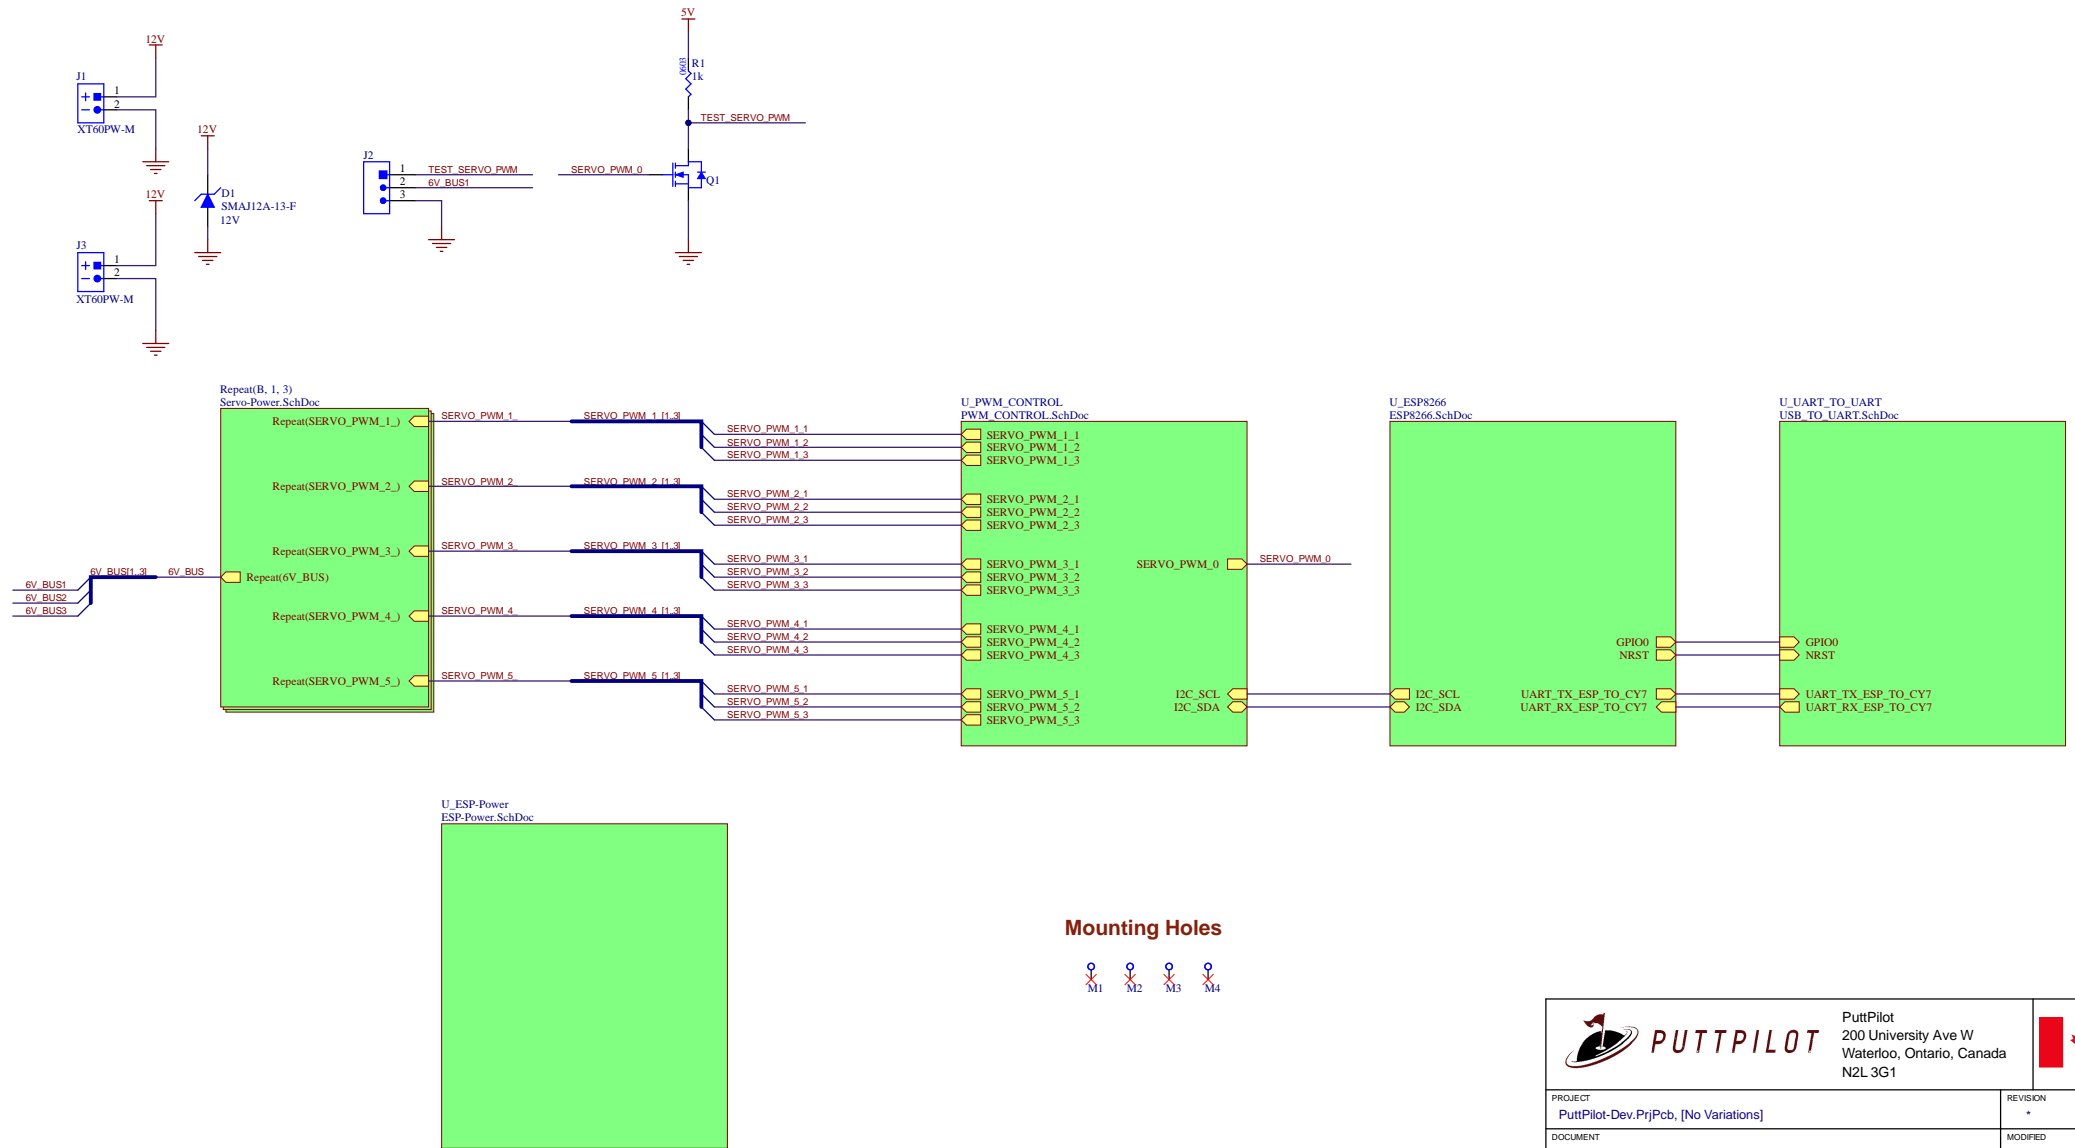 5V
12V
0603
R1
1k
J1
+
1
-
2
XT60PW-M
TEST_SERVO_PWM
12V
J2
1
TEST_SERVO_PWM
2
6V_BUS1
3
SERVO_PWM_0
Q1
12V
D1
SMAJ12A-13-F
12V
J3
+
1
-
2
XT60PW-M
Repeat(B, 1, 3)
Servo-Power.SchDoc
Repeat(SERVO_PWM_1_)
Repeat(SERVO_PWM_2_)
Repeat(SERVO_PWM_3_)
Repeat(6V_BUS)
Repeat(SERVO_PWM_4_)
Repeat(SERVO_PWM_5_)
6V_BUS[1..3]
6V_BUS
6V_BUS1
6V_BUS2
6V_BUS3
SERVO_PWM_1_
SERVO_PWM_1_[1..3]
SERVO_PWM_1_1
SERVO_PWM_1_2
SERVO_PWM_1_3
SERVO_PWM_2_
SERVO_PWM_2_[1..3]
SERVO_PWM_2_1
SERVO_PWM_2_2
SERVO_PWM_2_3
SERVO_PWM_3_
SERVO_PWM_3_[1..3]
SERVO_PWM_3_1
SERVO_PWM_3_2
SERVO_PWM_3_3
SERVO_PWM_4_
SERVO_PWM_4_[1..3]
SERVO_PWM_4_1
SERVO_PWM_4_2
SERVO_PWM_4_3
SERVO_PWM_5_
SERVO_PWM_5_[1..3]
SERVO_PWM_5_1
SERVO_PWM_5_2
SERVO_PWM_5_3
U_PWM_CONTROL
PWM_CONTROL.SchDoc
SERVO_PWM_1_1
SERVO_PWM_1_2
SERVO_PWM_1_3
SERVO_PWM_2_1
SERVO_PWM_2_2
SERVO_PWM_2_3
SERVO_PWM_3_1
SERVO_PWM_3_2
SERVO_PWM_3_3
SERVO_PWM_4_1
SERVO_PWM_4_2
SERVO_PWM_4_3
SERVO_PWM_5_1
SERVO_PWM_5_2
SERVO_PWM_5_3
SERVO_PWM_0
SERVO_PWM_0
I2C_SCL
I2C_SDA
U_ESP8266
ESP8266.SchDoc
GPIO0
NRST
I2C_SCL
I2C_SDA
UART_TX_ESP_TO_CY7
UART_RX_ESP_TO_CY7
U_UART_TO_UART
USB_TO_UART.SchDoc
GPIO0
NRST
UART_TX_ESP_TO_CY7
UART_RX_ESP_TO_CY7
U_ESP-Power
ESP-Power.SchDoc
Mounting Holes
M1 M2 M3 M4
PUTTPILOT
PuttPilot
200 University Ave W
Waterloo, Ontario, Canada
N2L 3G1
PROJECT
PuttPilot-Dev.PrjPcb, [No Variations]
REVISION
*
DOCUMENT
MODIFIED